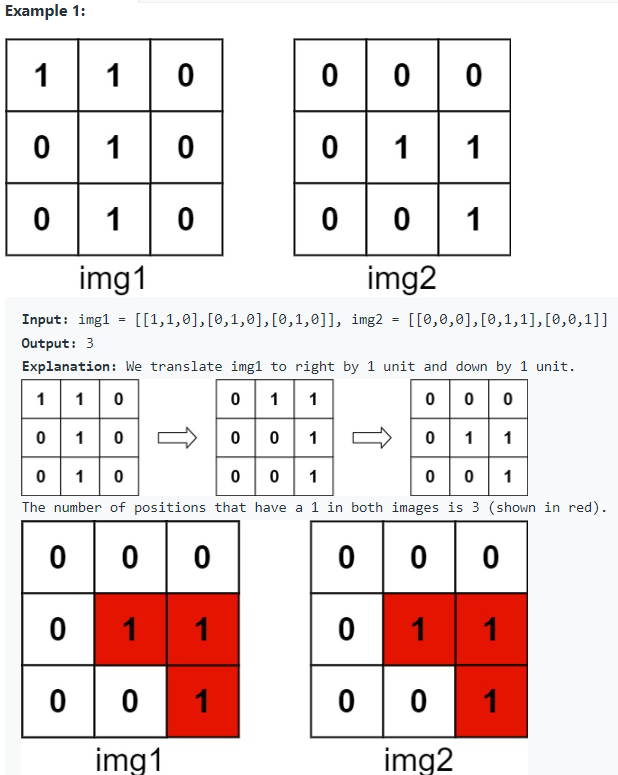 Example 1:
1 1 0 0 0 0
0 1 0 0 1 1
0 1 0 0 0 1
img1 img2
Input: img1 = [[1,1,0],[0,1,0],[0,1,0]], img2 = [[0,0,0],[0,1,1],[0,0,1]]
Output: 3
Explanation: We translate img1 to right by 1 unit and down by 1 unit.
1 1 0 0 1 1 0 0 0
0 1 0 0 0 1 0 1 1
0 1 0 0 0 1 0 0 1
The number of positions that have a 1 in both images is 3 (shown in red).
0 0 0 0 0 0
0 1 1 0 1 1
0 0 1 0 0 1
img1 img2